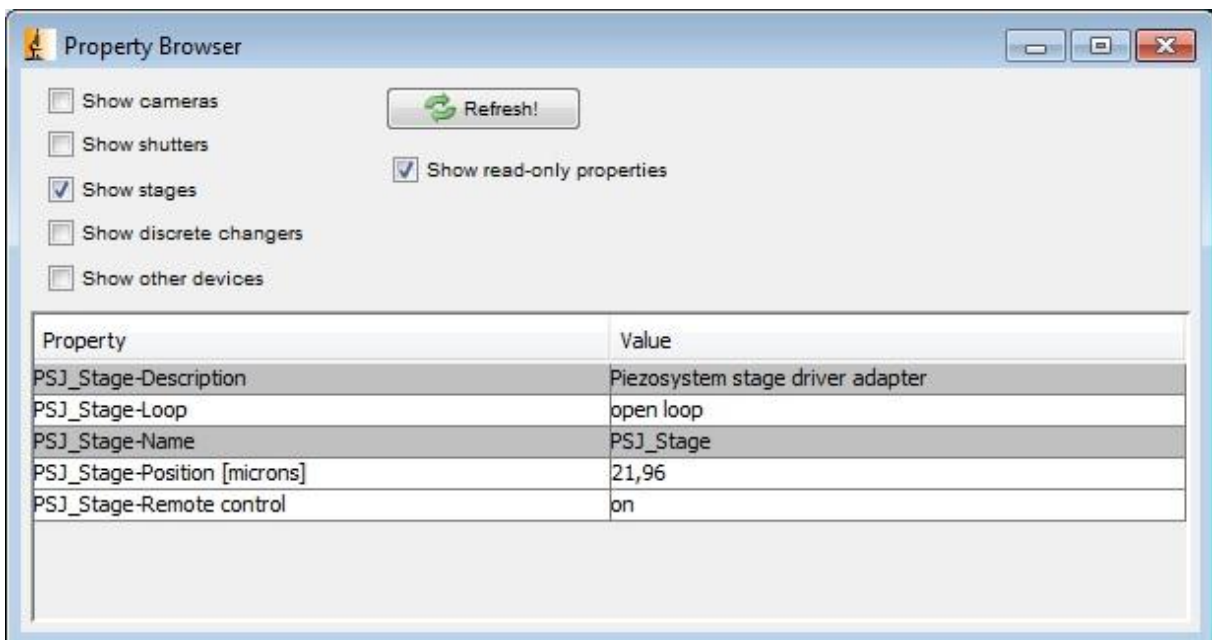 Property Browser
Show cameras
Refresh!
Show shutters
Show read-only properties
Show stages
Show discrete changers
Show other devices
Property Value
PSJ_Stage-Description Piezosystem stage driver adapter
PSJ_Stage-Loop open loop
PSJ_Stage-Name PSJ_Stage
PSJ_Stage-Position [microns] 21,96
PSJ_Stage-Remote control on